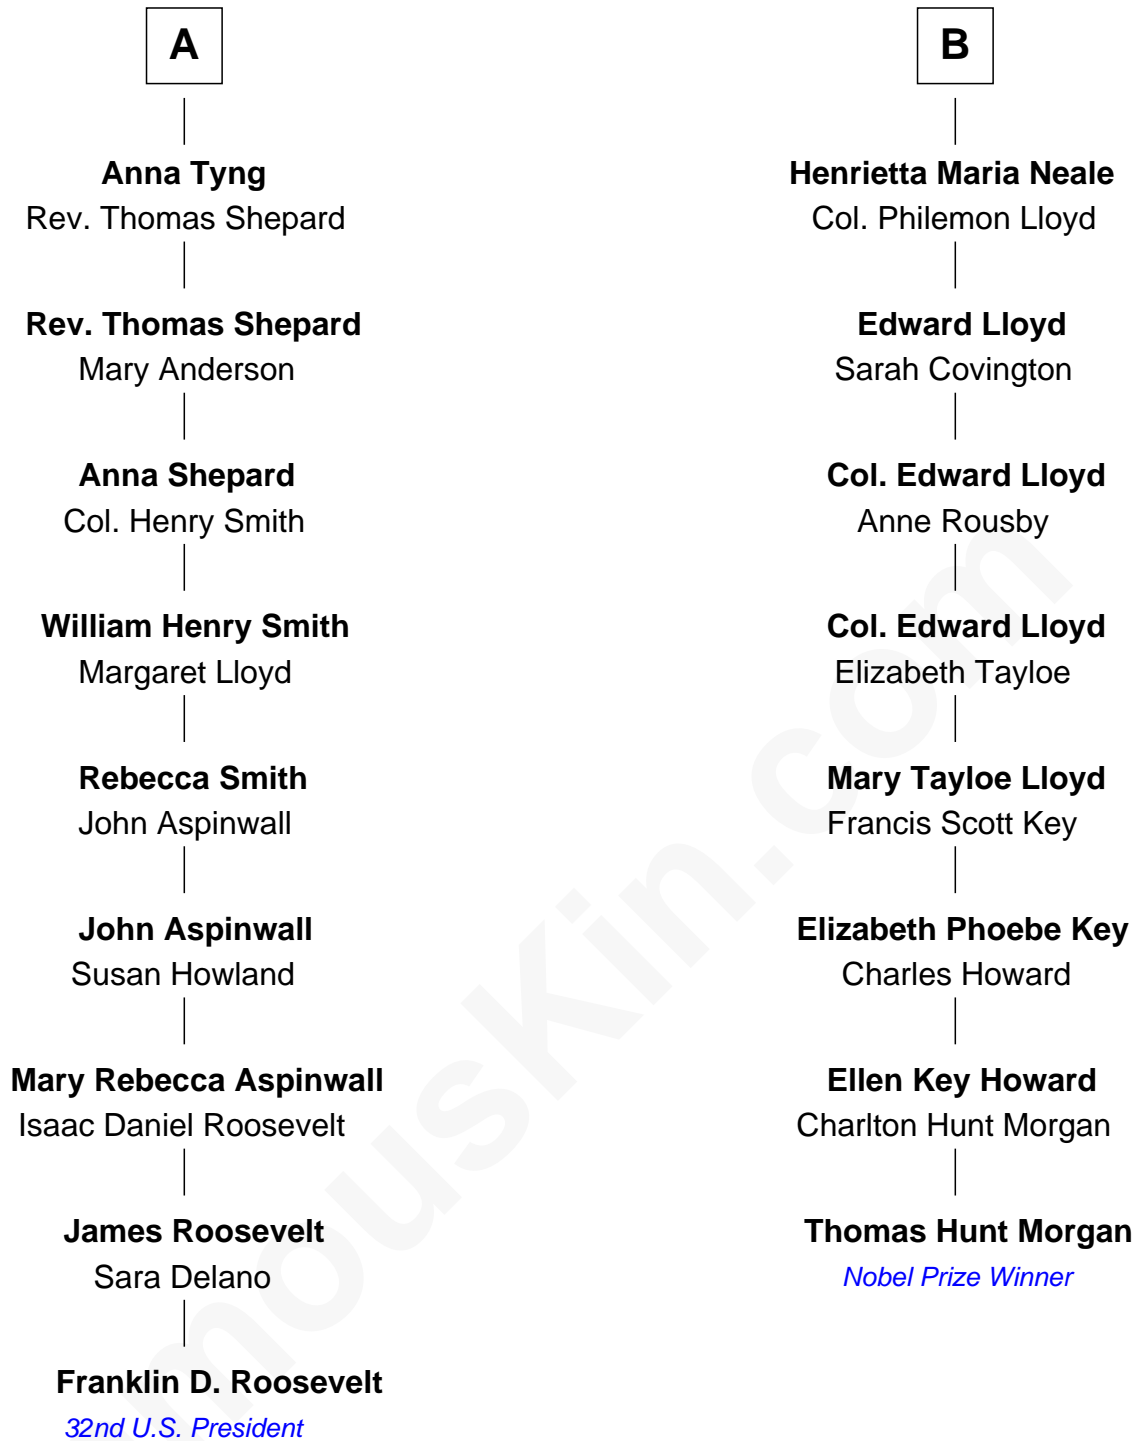 A
Anna Tyng
Rev. Thomas Shepard
Rev. Thomas Shepard
Mary Anderson
Anna Shepard
Col. Henry Smith
William Henry Smith
Margaret Lloyd
Rebecca Smith
John Aspinwall
John Aspinwall
Susan Howland
Mary Rebecca Aspinwall
Isaac Daniel Roosevelt
James Roosevelt
Sara Delano
Franklin D. Roosevelt
32nd U.S. President
B
Henrietta Maria Neale
Col. Philemon Lloyd
Edward Lloyd
Sarah Covington
Col. Edward Lloyd
Anne Rousby
Col. Edward Lloyd
Elizabeth Tayloe
Mary Tayloe Lloyd
Francis Scott Key
Elizabeth Phoebe Key
Charles Howard
Ellen Key Howard
Charlton Hunt Morgan
Thomas Hunt Morgan
Nobel Prize Winner
mousKin.com